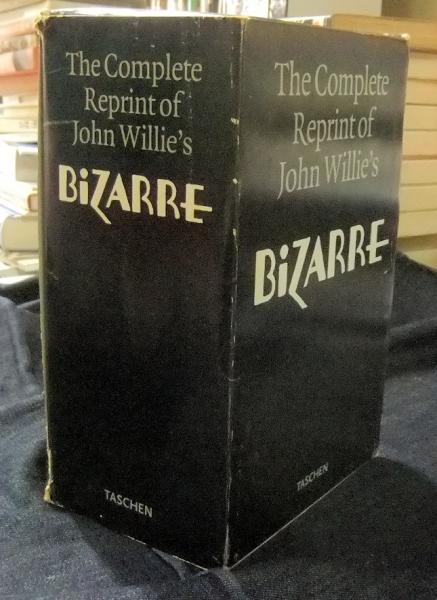 The Complete
Reprint of
John Willie's
BiZARRE
TASCHEN
The Complete
Reprint of
John Willie's
BiZARRE
TASCHEN